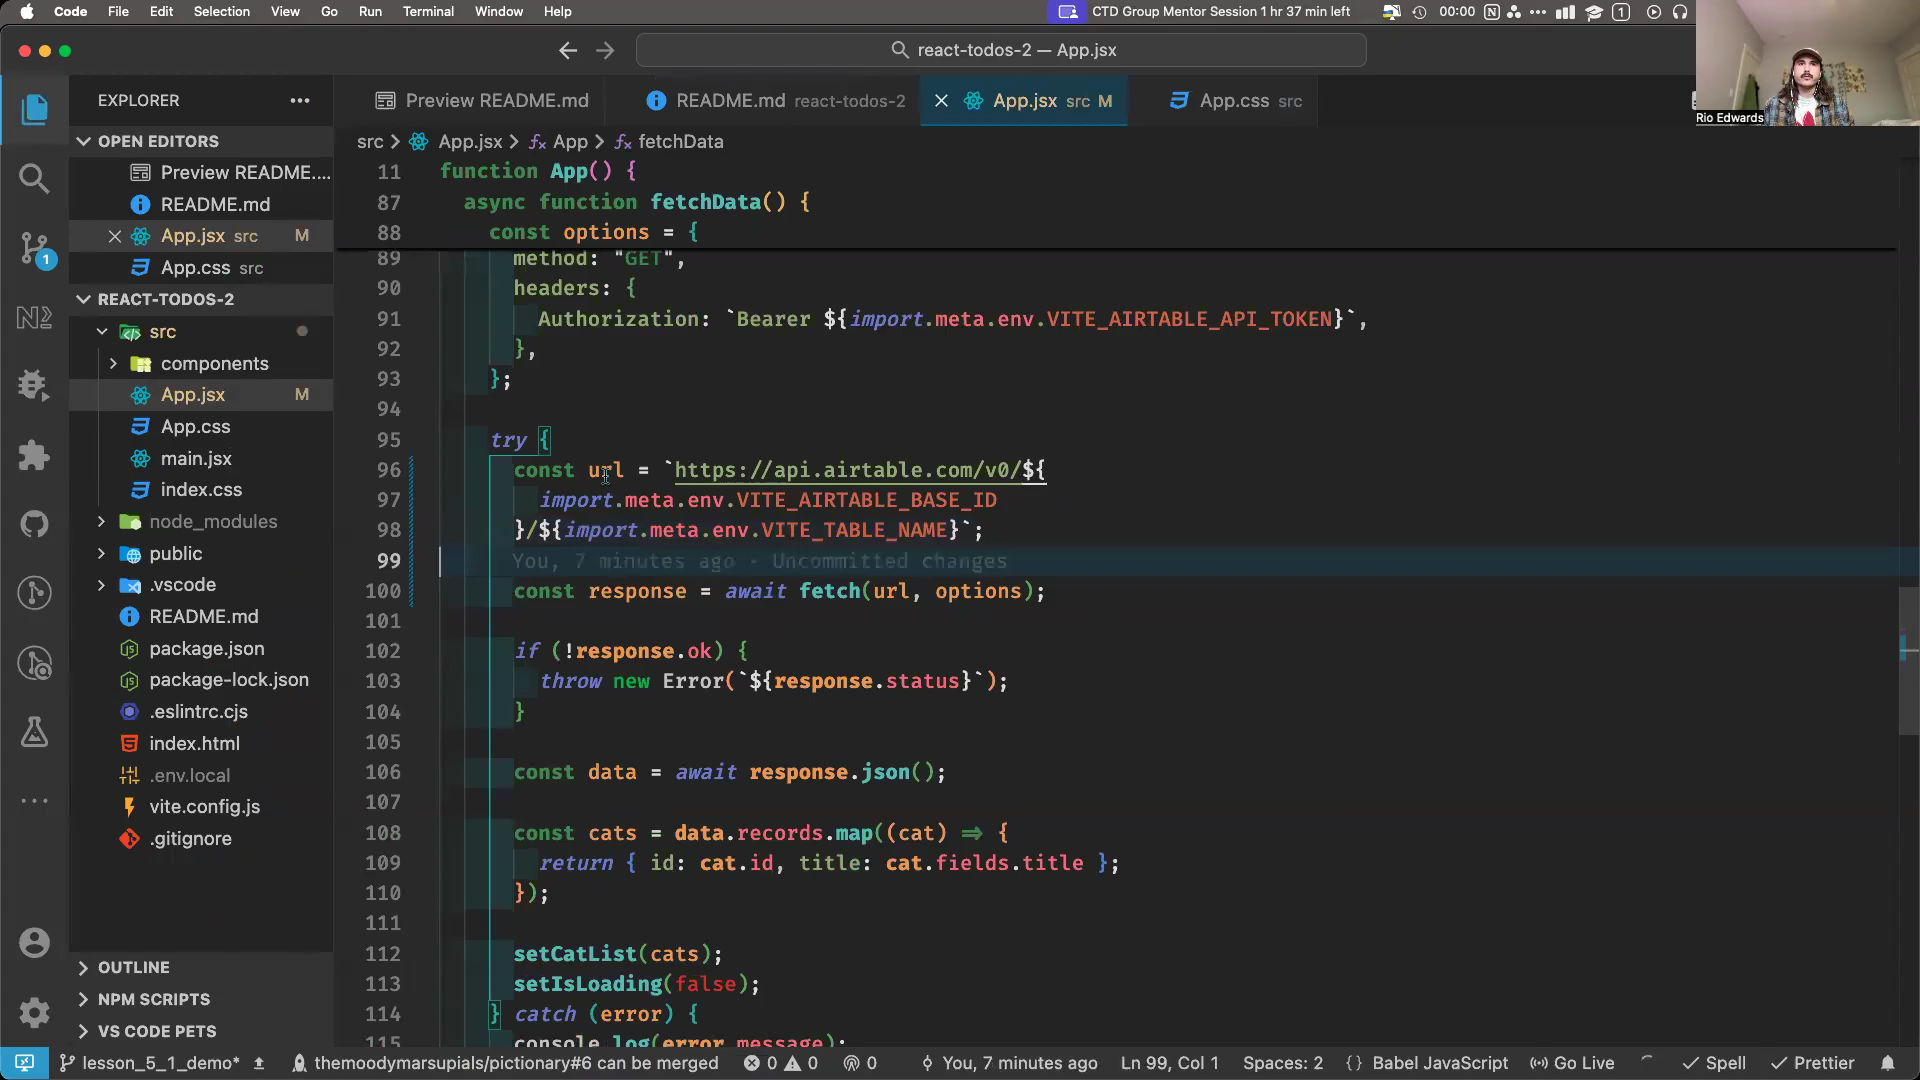 Code File Edit Selection View Go Run Terminal Window Help
CTD Group Mentor Session 1 hr 37 min left
00:00
react-todos-2 — App.jsx
Rio Edwards
EXPLORER
Preview README.md
README.md react-todos-2
App.jsx src M
App.css src
OPEN EDITORS
Preview README....
README.md
App.jsx src M
App.css src
REACT-TODOS-2
src
components
App.jsx M
App.css
main.jsx
index.css
node_modules
public
.vscode
README.md
package.json
package-lock.json
.eslintrc.cjs
index.html
.env.local
vite.config.js
.gitignore
OUTLINE
NPM SCRIPTS
VS CODE PETS
1
src > App.jsx > App > fetchData
11 function App() {
87 async function fetchData() {
88 const options = {
89 method: "GET",
90 headers: {
91 Authorization: `Bearer ${import.meta.env.VITE_AIRTABLE_API_TOKEN}`,
92 },
93 };
94
95 try {
96 const url = `https://api.airtable.com/v0/${
97 import.meta.env.VITE_AIRTABLE_BASE_ID
98 }/${import.meta.env.VITE_TABLE_NAME}`;
99 You, 7 minutes ago • Uncommitted changes
100 const response = await fetch(url, options);
101
102 if (!response.ok) {
103 throw new Error(`${response.status}`);
104 }
105
106 const data = await response.json();
107
108 const cats = data.records.map((cat) => {
109 return { id: cat.id, title: cat.fields.title };
110 });
111
112 setCatList(cats);
113 setIsLoading(false);
114 } catch (error) {
115 console.log(error.message);
lesson_5_1_demo* themoodymarsupials/pictionary#6 can be merged 0 0 0 You, 7 minutes ago Ln 99, Col 1 Spaces: 2 {} Babel JavaScript Go Live Spell Prettier